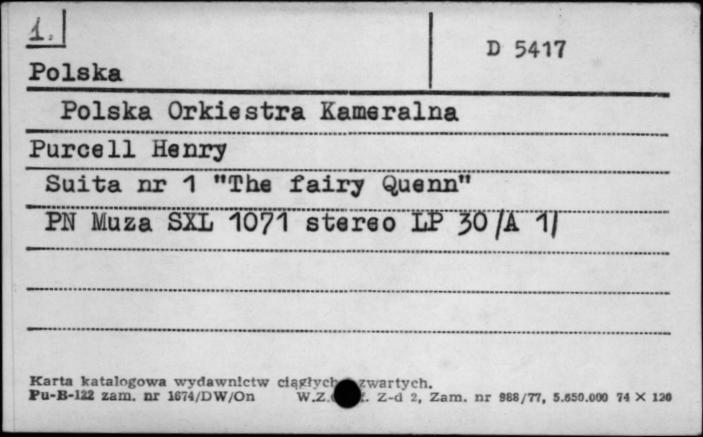 1.
D 5417
Polska
Polska Orkiestra Kameralna
Purcell Henry
Suita nr 1 "The fairy Quenn"
PN Muza SXL 1071 stereo LP 30/A 1/
Karta katalogowa wydawnictw ciągłych zwartych.
Pu-B-122 zam. nr 1674/DW/On W.Z. Z-d 2, Zam. nr 988/77, 5.650.000 74 X 120